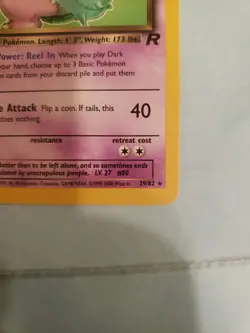 Pokémon. Length: 5' 3", Weight: 173 lbs.
R
Power: Reel In When you play Dark
your hand, choose up to 3 Basic Pokémon
n cards from your discard pile and put them
e Attack Flip a coin. If tails, this
does nothing.
40
resistance
retreat cost
better than to be left alone, and so sometimes ends
by unscrupulous people. LV. 27 #80
29/82 ★